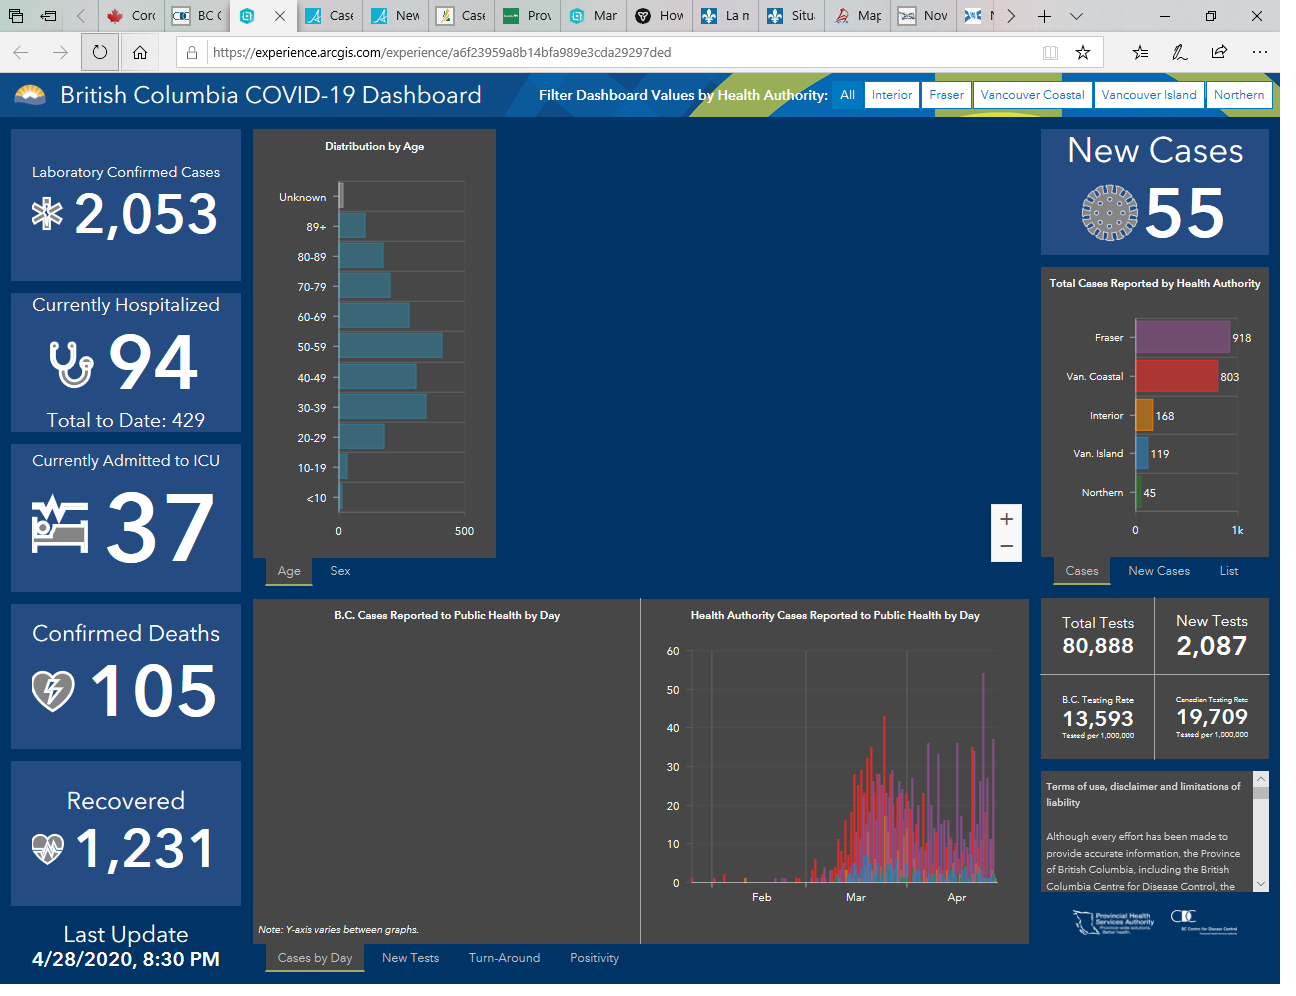 Corc
BC C
Case
New
Case
Prov
Mar
How
La m
Situ
Map
Nov
https://experience.arcgis.com/experience/a6f23959a8b14bfa989e3cda29297ded
British Columbia COVID-19 Dashboard
Filter Dashboard Values by Health Authority: All Interior Fraser Vancouver Coastal Vancouver Island Northern
Laboratory Confirmed Cases
2,053
Currently Hospitalized
94
Total to Date: 429
Currently Admitted to ICU
37
Confirmed Deaths
105
Recovered
1,231
Last Update
4/28/2020, 8:30 PM
Distribution by Age
Unknown
89+
80-89
70-79
60-69
50-59
40-49
30-39
20-29
10-19
<10
0 500
Age Sex
+
−
New Cases
55
Total Cases Reported by Health Authority
Fraser 918
Van. Coastal 803
Interior 168
Van. Island 119
Northern 45
0 1k
Cases New Cases List
B.C. Cases Reported to Public Health by Day
Note: Y-axis varies between graphs.
Health Authority Cases Reported to Public Health by Day
60
50
40
30
20
10
0
Feb Mar Apr
Cases by Day New Tests Turn-Around Positivity
Total Tests
80,888
New Tests
2,087
B.C. Testing Rate
13,593
Tested per 1,000,000
Canadian Testing Rate
19,709
Tested per 1,000,000
Terms of use, disclaimer and limitations of
liability
Although every effort has been made to
provide accurate information, the Province
of British Columbia, including the British
Columbia Centre for Disease Control, the
Provincial Health
Services Authority
Province-wide solutions.
Better health.
BC Centre for Disease Control